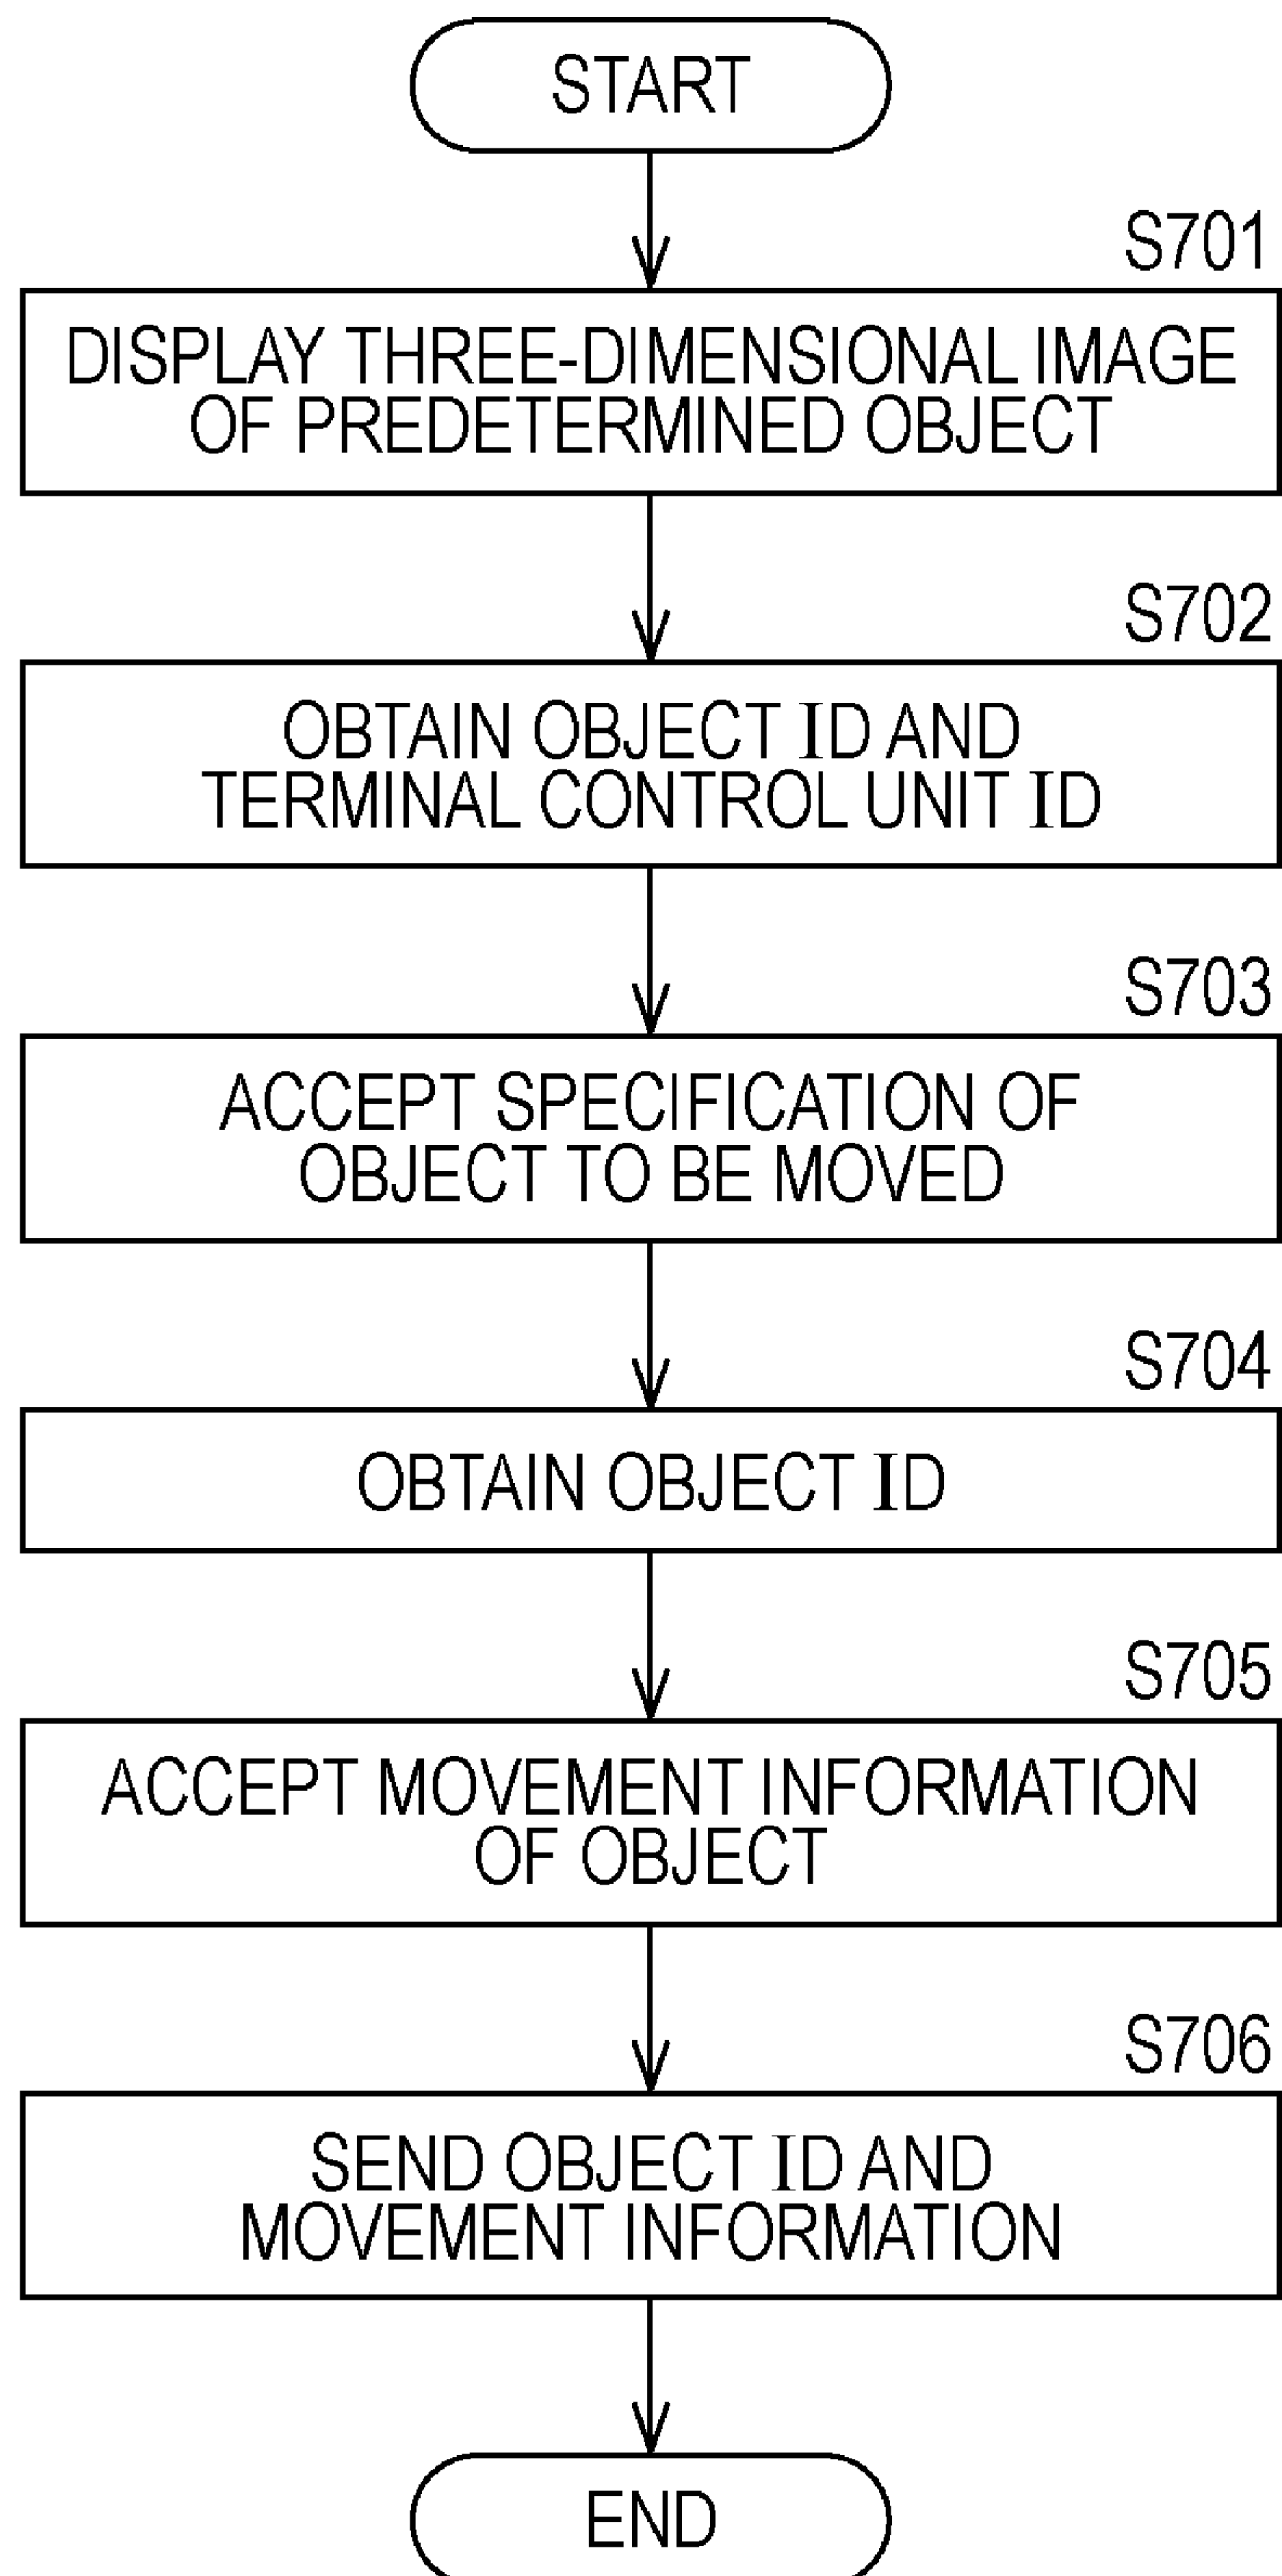 START
S701
DISPLAY THREE-DIMENSIONAL IMAGE
OF PREDETERMINED OBJECT
S702
OBTAIN OBJECT ID AND
TERMINAL CONTROL UNIT ID
S703
ACCEPT SPECIFICATION OF
OBJECT TO BE MOVED
S704
OBTAIN OBJECT ID
S705
ACCEPT MOVEMENT INFORMATION
OF OBJECT
S706
SEND OBJECT ID AND
MOVEMENT INFORMATION
END